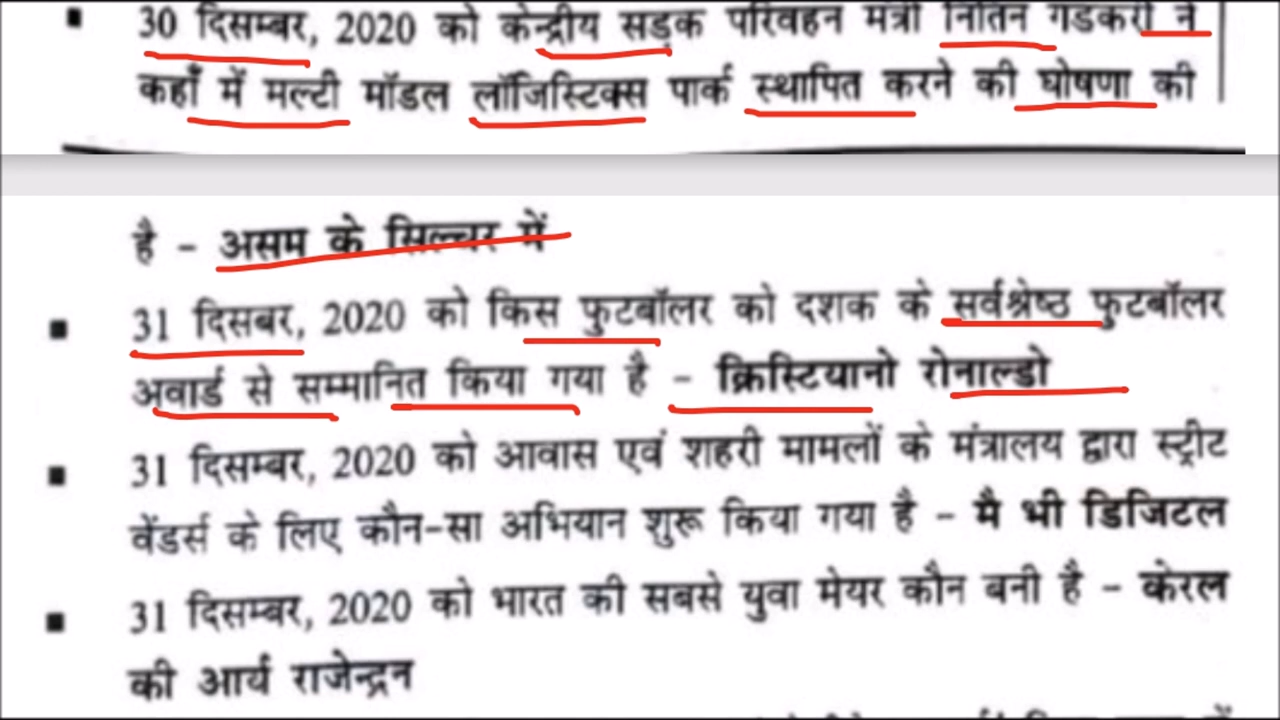 ▪ 30 दिसम्बर, 2020 को केन्द्रीय सड़क परिवहन मंत्री नितिन गडकरी ने
कहाँ में मल्टी मॉडल लॉजिस्टिक्स पार्क स्थापित करने की घोषणा की
है - असम के सिल्चर में
▪ 31 दिसबर, 2020 को किस फुटबॉलर को दशक के सर्वश्रेष्ठ फुटबॉलर
अवार्ड से सम्मानित किया गया है - क्रिस्टियानो रोनाल्डो
▪ 31 दिसम्बर, 2020 को आवास एवं शहरी मामलों के मंत्रालय द्वारा स्ट्रीट
वेंडर्स के लिए कौन-सा अभियान शुरू किया गया है - मै भी डिजिटल
▪ 31 दिसम्बर, 2020 को भारत की सबसे युवा मेयर कौन बनी है - केरल
की आर्य राजेन्द्रन